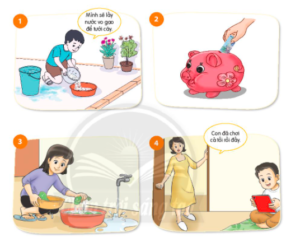 1
Mình sẽ lấy
nước vo gạo
để tưới cây.
2
3
4
Con đã chơi
cả tối rồi đấy.